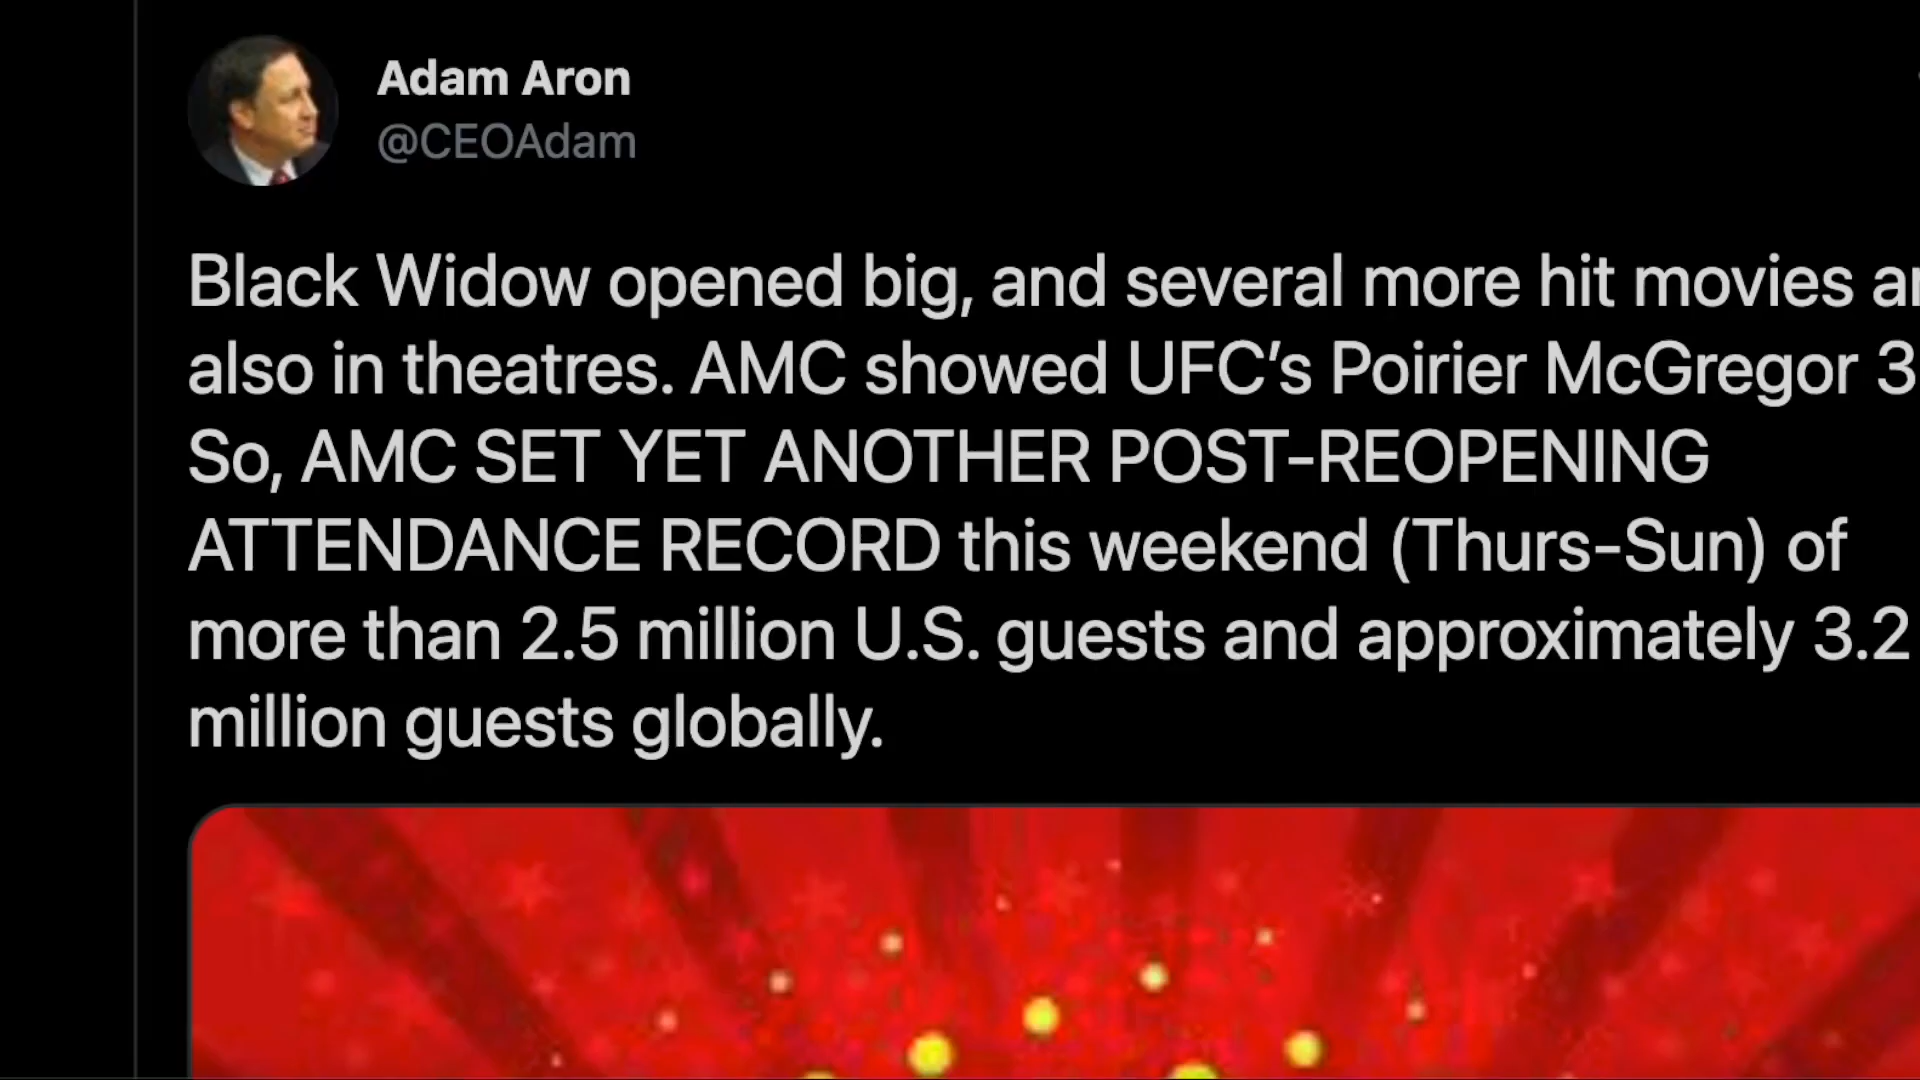 Adam Aron
@CEOAdam
Black Widow opened big, and several more hit movies
also in theatres. AMC showed UFC’s Poirier McGregor 3
So, AMC SET YET ANOTHER POST-REOPENING
ATTENDANCE RECORD this weekend (Thurs-Sun) of
more than 2.5 million U.S. guests and approximately 3.2
million guests globally.